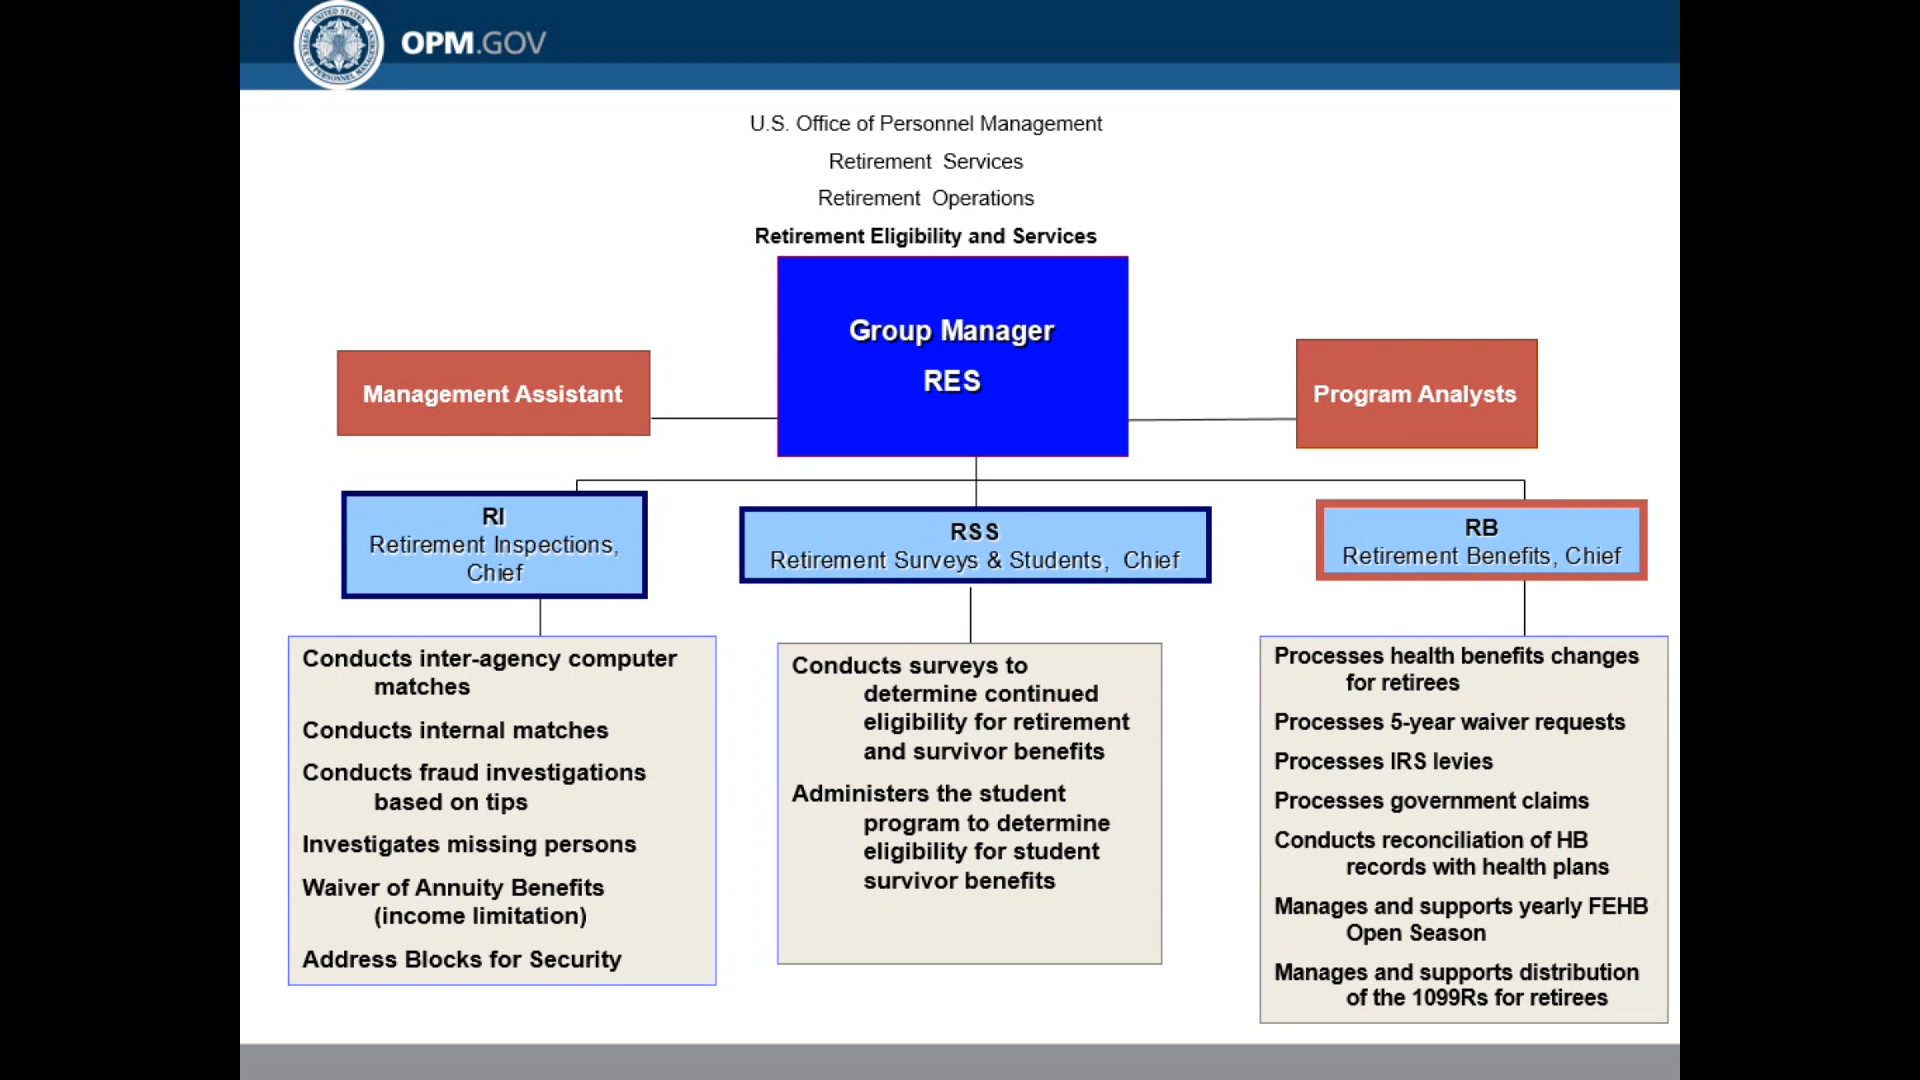 OPM.GOV
U.S. Office of Personnel Management
Retirement Services
Retirement Operations
Retirement Eligibility and Services
Group Manager
RES
Management Assistant
Program Analysts
RI
Retirement Inspections,
Chief
RSS
Retirement Surveys & Students, Chief
RB
Retirement Benefits, Chief
Conducts inter-agency computer
matches
Conducts internal matches
Conducts fraud investigations
based on tips
Investigates missing persons
Waiver of Annuity Benefits
(income limitation)
Address Blocks for Security
Conducts surveys to
determine continued
eligibility for retirement
and survivor benefits
Administers the student
program to determine
eligibility for student
survivor benefits
Processes health benefits changes
for retirees
Processes 5-year waiver requests
Processes IRS levies
Processes government claims
Conducts reconciliation of HB
records with health plans
Manages and supports yearly FEHB
Open Season
Manages and supports distribution
of the 1099Rs for retirees